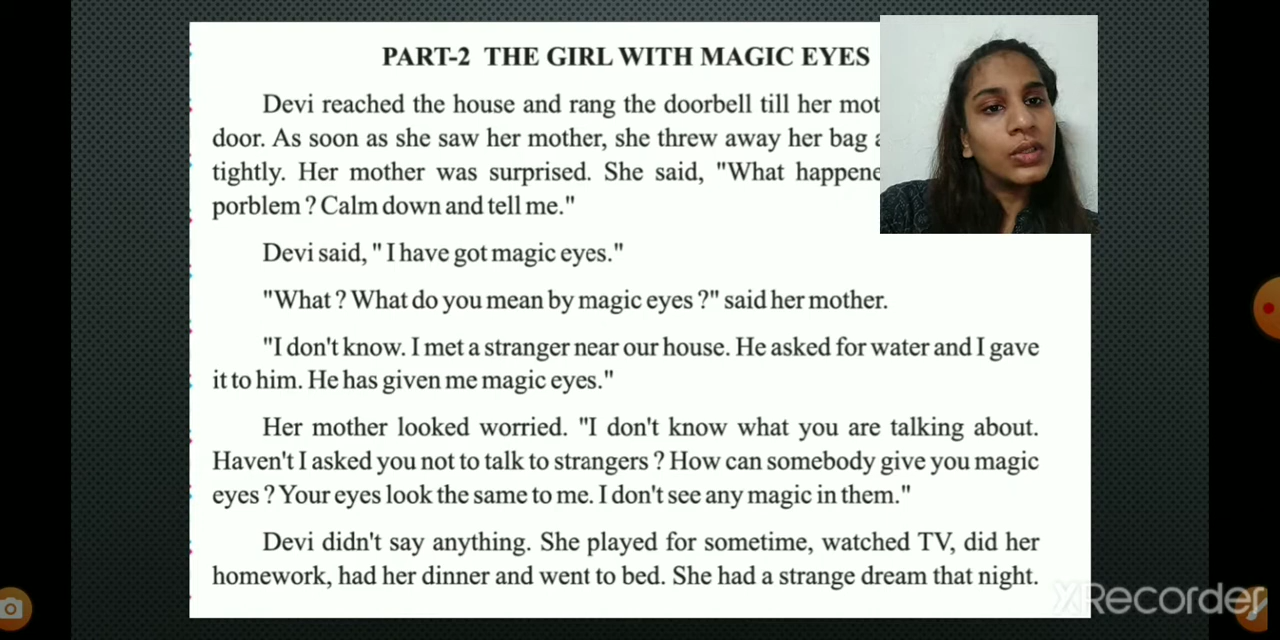 PART-2 THE GIRL WITH MAGIC EYES
Devi reached the house and rang the doorbell till her
door. As soon as she saw her mother, she threw away her bag
tightly. Her mother was surprised. She said, "What
porblem ? Calm down and tell me."
Devi said, " I have got magic eyes."
"What ? What do you mean by magic eyes ?" said her mother.
"I don't know. I met a stranger near our house. He asked for water and I gave
it to him. He has given me magic eyes."
Her mother looked worried. "I don't know what you are talking about.
Haven't I asked you not to talk to strangers ? How can somebody give you magic
eyes ? Your eyes look the same to me. I don't see any magic in them."
Devi didn't say anything. She played for sometime, watched TV, did her
homework, had her dinner and went to bed. She had a strange dream that night.
XRecorder